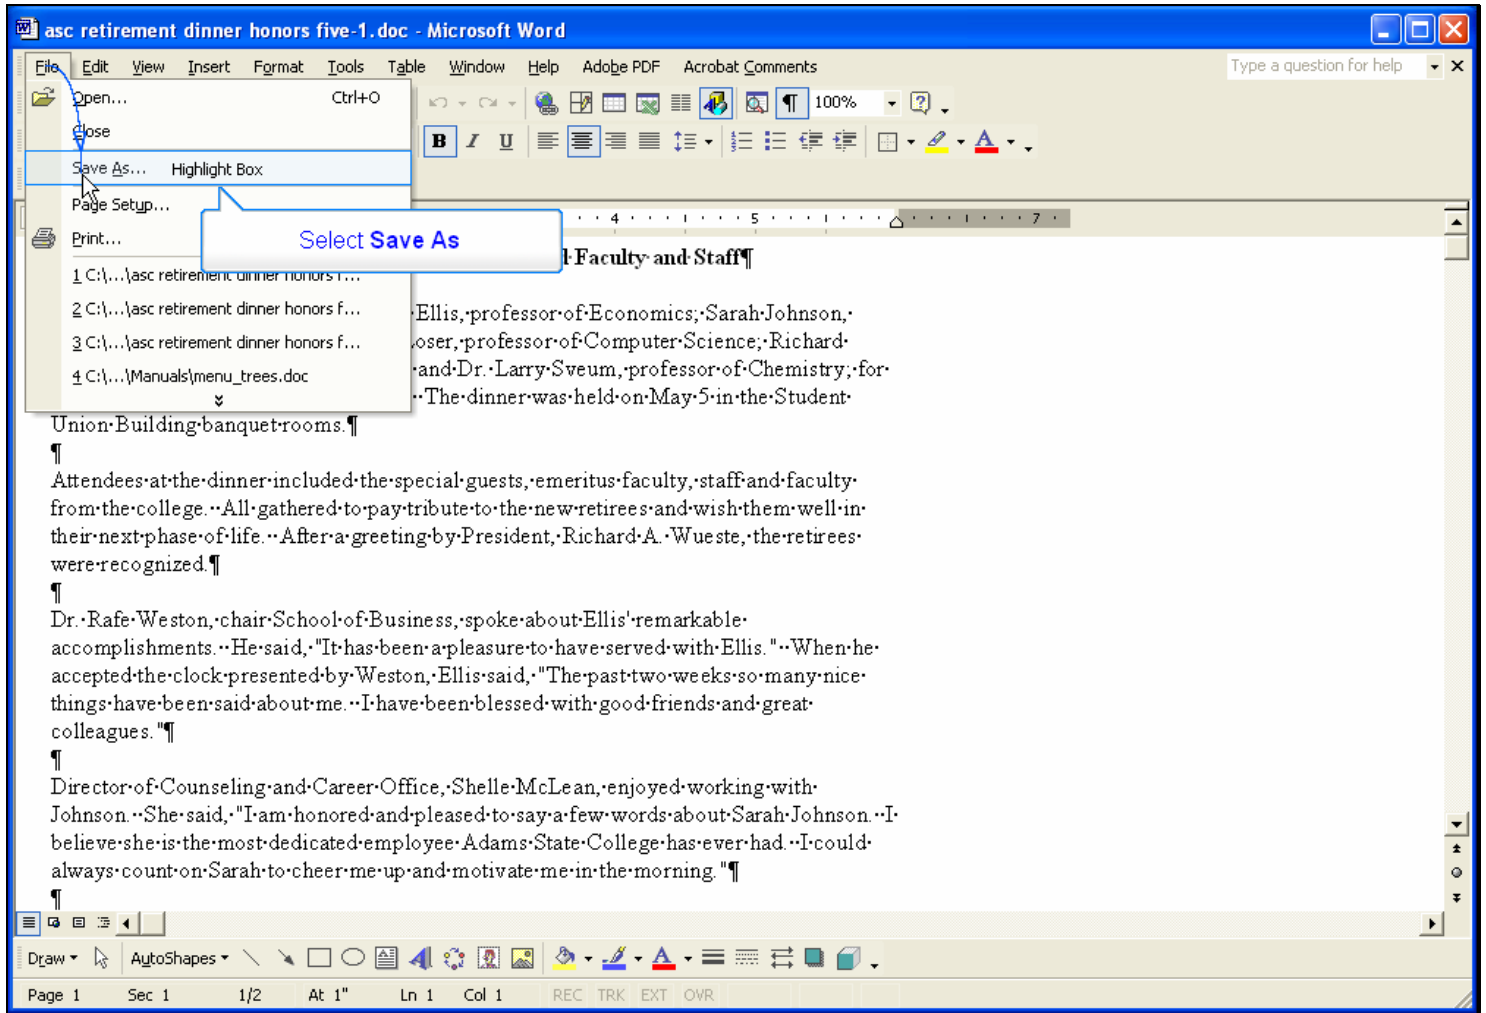 asc retirement dinner honors five-1.doc - Microsoft Word
File Edit View Insert Format Tools Table Window Help Adobe PDF Acrobat Comments Type a question for help
Open... Ctrl+O
100%
Close
B I U A
Save As... Highlight Box
Page Setup...
4 5 7
Print...
Select Save As
Faculty and Staff¶
1 C:\...\asc retirement dinner honors f...
2 C:\...\asc retirement dinner honors f...
Ellis, professor of Economics; Sarah Johnson,
3 C:\...\asc retirement dinner honors f...
oser, professor of Computer Science; Richard
and Dr. Larry Sveum, professor of Chemistry; for
4 C:\...\Manuals\menu_trees.doc
The dinner was held on May 5 in the Student
Union Building banquet rooms.¶
¶
Attendees at the dinner included the special guests, emeritus faculty, staff and faculty
from the college. All gathered to pay tribute to the new retirees and wish them well in
their next phase of life. After a greeting by President, Richard A. Wueste, the retirees
were recognized.¶
¶
Dr. Rafe Weston, chair School of Business, spoke about Ellis' remarkable
accomplishments. He said, "It has been a pleasure to have served with Ellis." When he
accepted the clock presented by Weston, Ellis said, "The past two weeks so many nice
things have been said about me. I have been blessed with good friends and great
colleagues."¶
¶
Director of Counseling and Career Office, Shelle McLean, enjoyed working with
Johnson. She said, "I am honored and pleased to say a few words about Sarah Johnson. I
believe she is the most dedicated employee Adams State College has ever had. I could
always count on Sarah to cheer me up and motivate me in the morning."¶
¶
Draw AutoShapes A
Page 1 Sec 1 1/2 At 1" Ln 1 Col 1 REC TRK EXT OVR